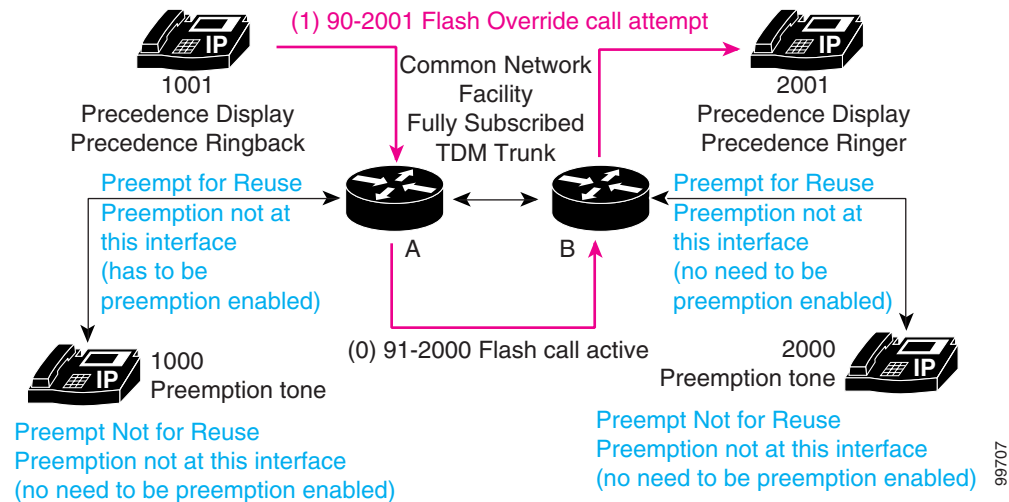 (1) 90-2001 Flash Override call attempt
IP
1001
Precedence Display
Precedence Ringback
Common Network
Facility
Fully Subscribed
TDM Trunk
IP
2001
Precedence Display
Precedence Ringer
Preempt for Reuse
Preemption not at
this interface
(has to be
preemption enabled)
A
B
Preempt for Reuse
Preemption not at
this interface
(no need to be
preemption enabled)
(0) 91-2000 Flash call active
IP
1000
Preemption tone
2000
Preemption tone
IP
Preempt Not for Reuse
Preemption not at this interface
(no need to be preemption enabled)
Preempt Not for Reuse
Preemption not at this interface
(no need to be preemption enabled)
99707